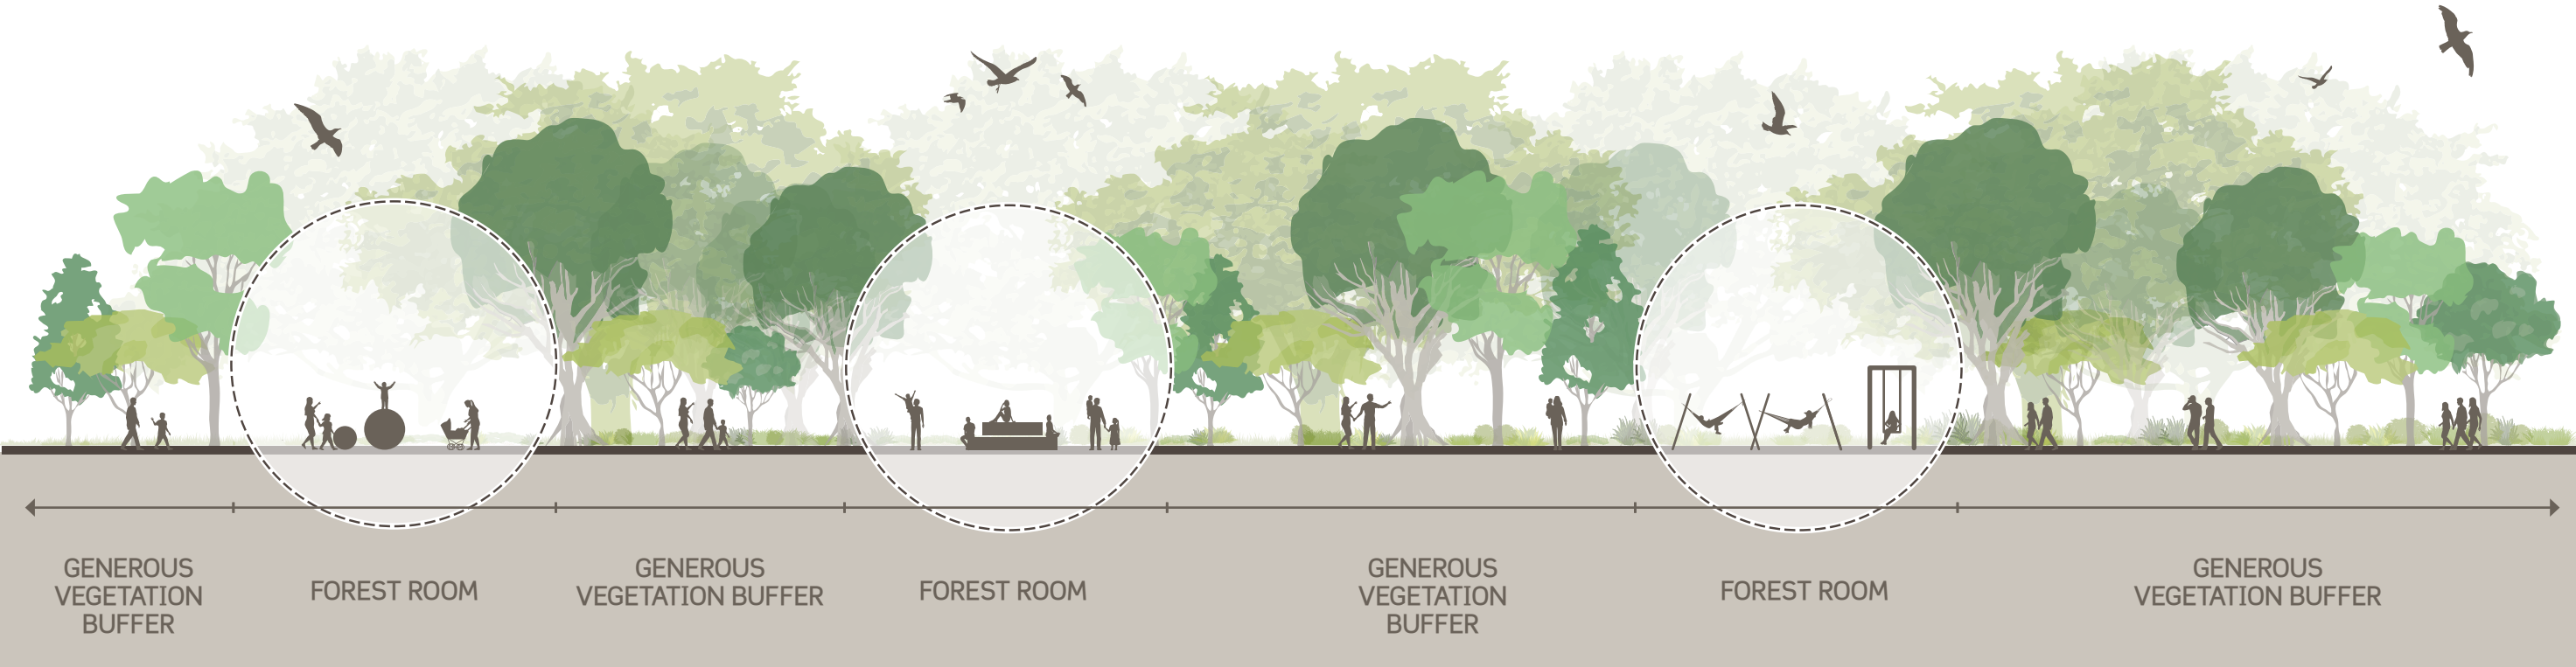 GENEROUS
VEGETATION
BUFFER
FOREST ROOM
GENEROUS
VEGETATION BUFFER
FOREST ROOM
GENEROUS
VEGETATION
BUFFER
FOREST ROOM
GENEROUS
VEGETATION BUFFER